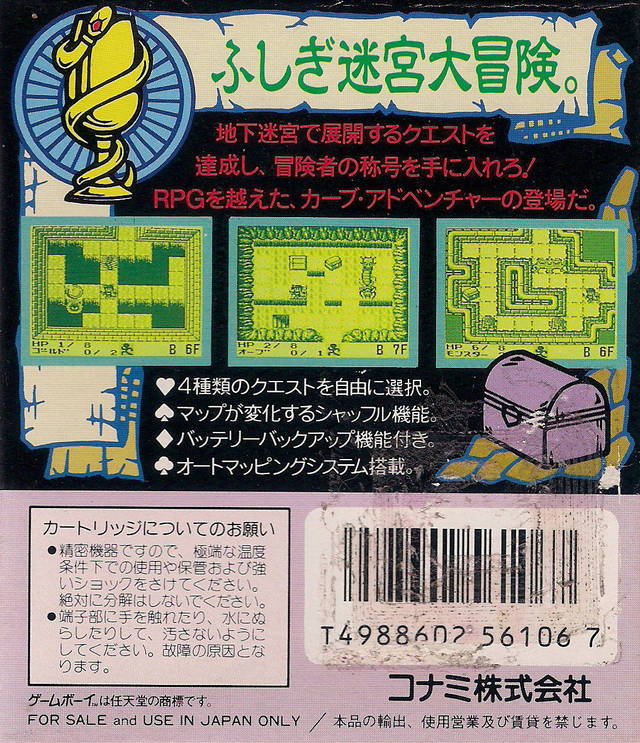 ふしぎ迷宮大冒険。
地下迷宮で展開するクエストを
達成し、冒険者の称号を手に入れろ!
RPGを越えた、カーブ・アドベンチャーの登場だ。
HP 1/ 8
ゴールド 0/ 2 B 6F
HP 2/ 8
オーブ 0/ 1 B 7F
HP 6/ 8
モンスター B 6F
♥4種類のクエストを自由に選択。
♠マップが変化するシャッフル機能。
♦バッテリーバックアップ機能付き。
♣オートマッピングシステム搭載。
カートリッジについてのお願い
●精密機器ですので、極端な温度
条件下での使用や保管および強
いショックをさけてください。
絶対に分解はしないでください。
●端子部に手を触れたり、水にぬ
らしたりして、汚さないように
してください。故障の原因とな
ります。
T4988602 56106 7
コナミ株式会社
ゲームボーイ™は任天堂の商標です。
FOR SALE and USE IN JAPAN ONLY / 本品の輸出、使用営業及び賃貸を禁じます。